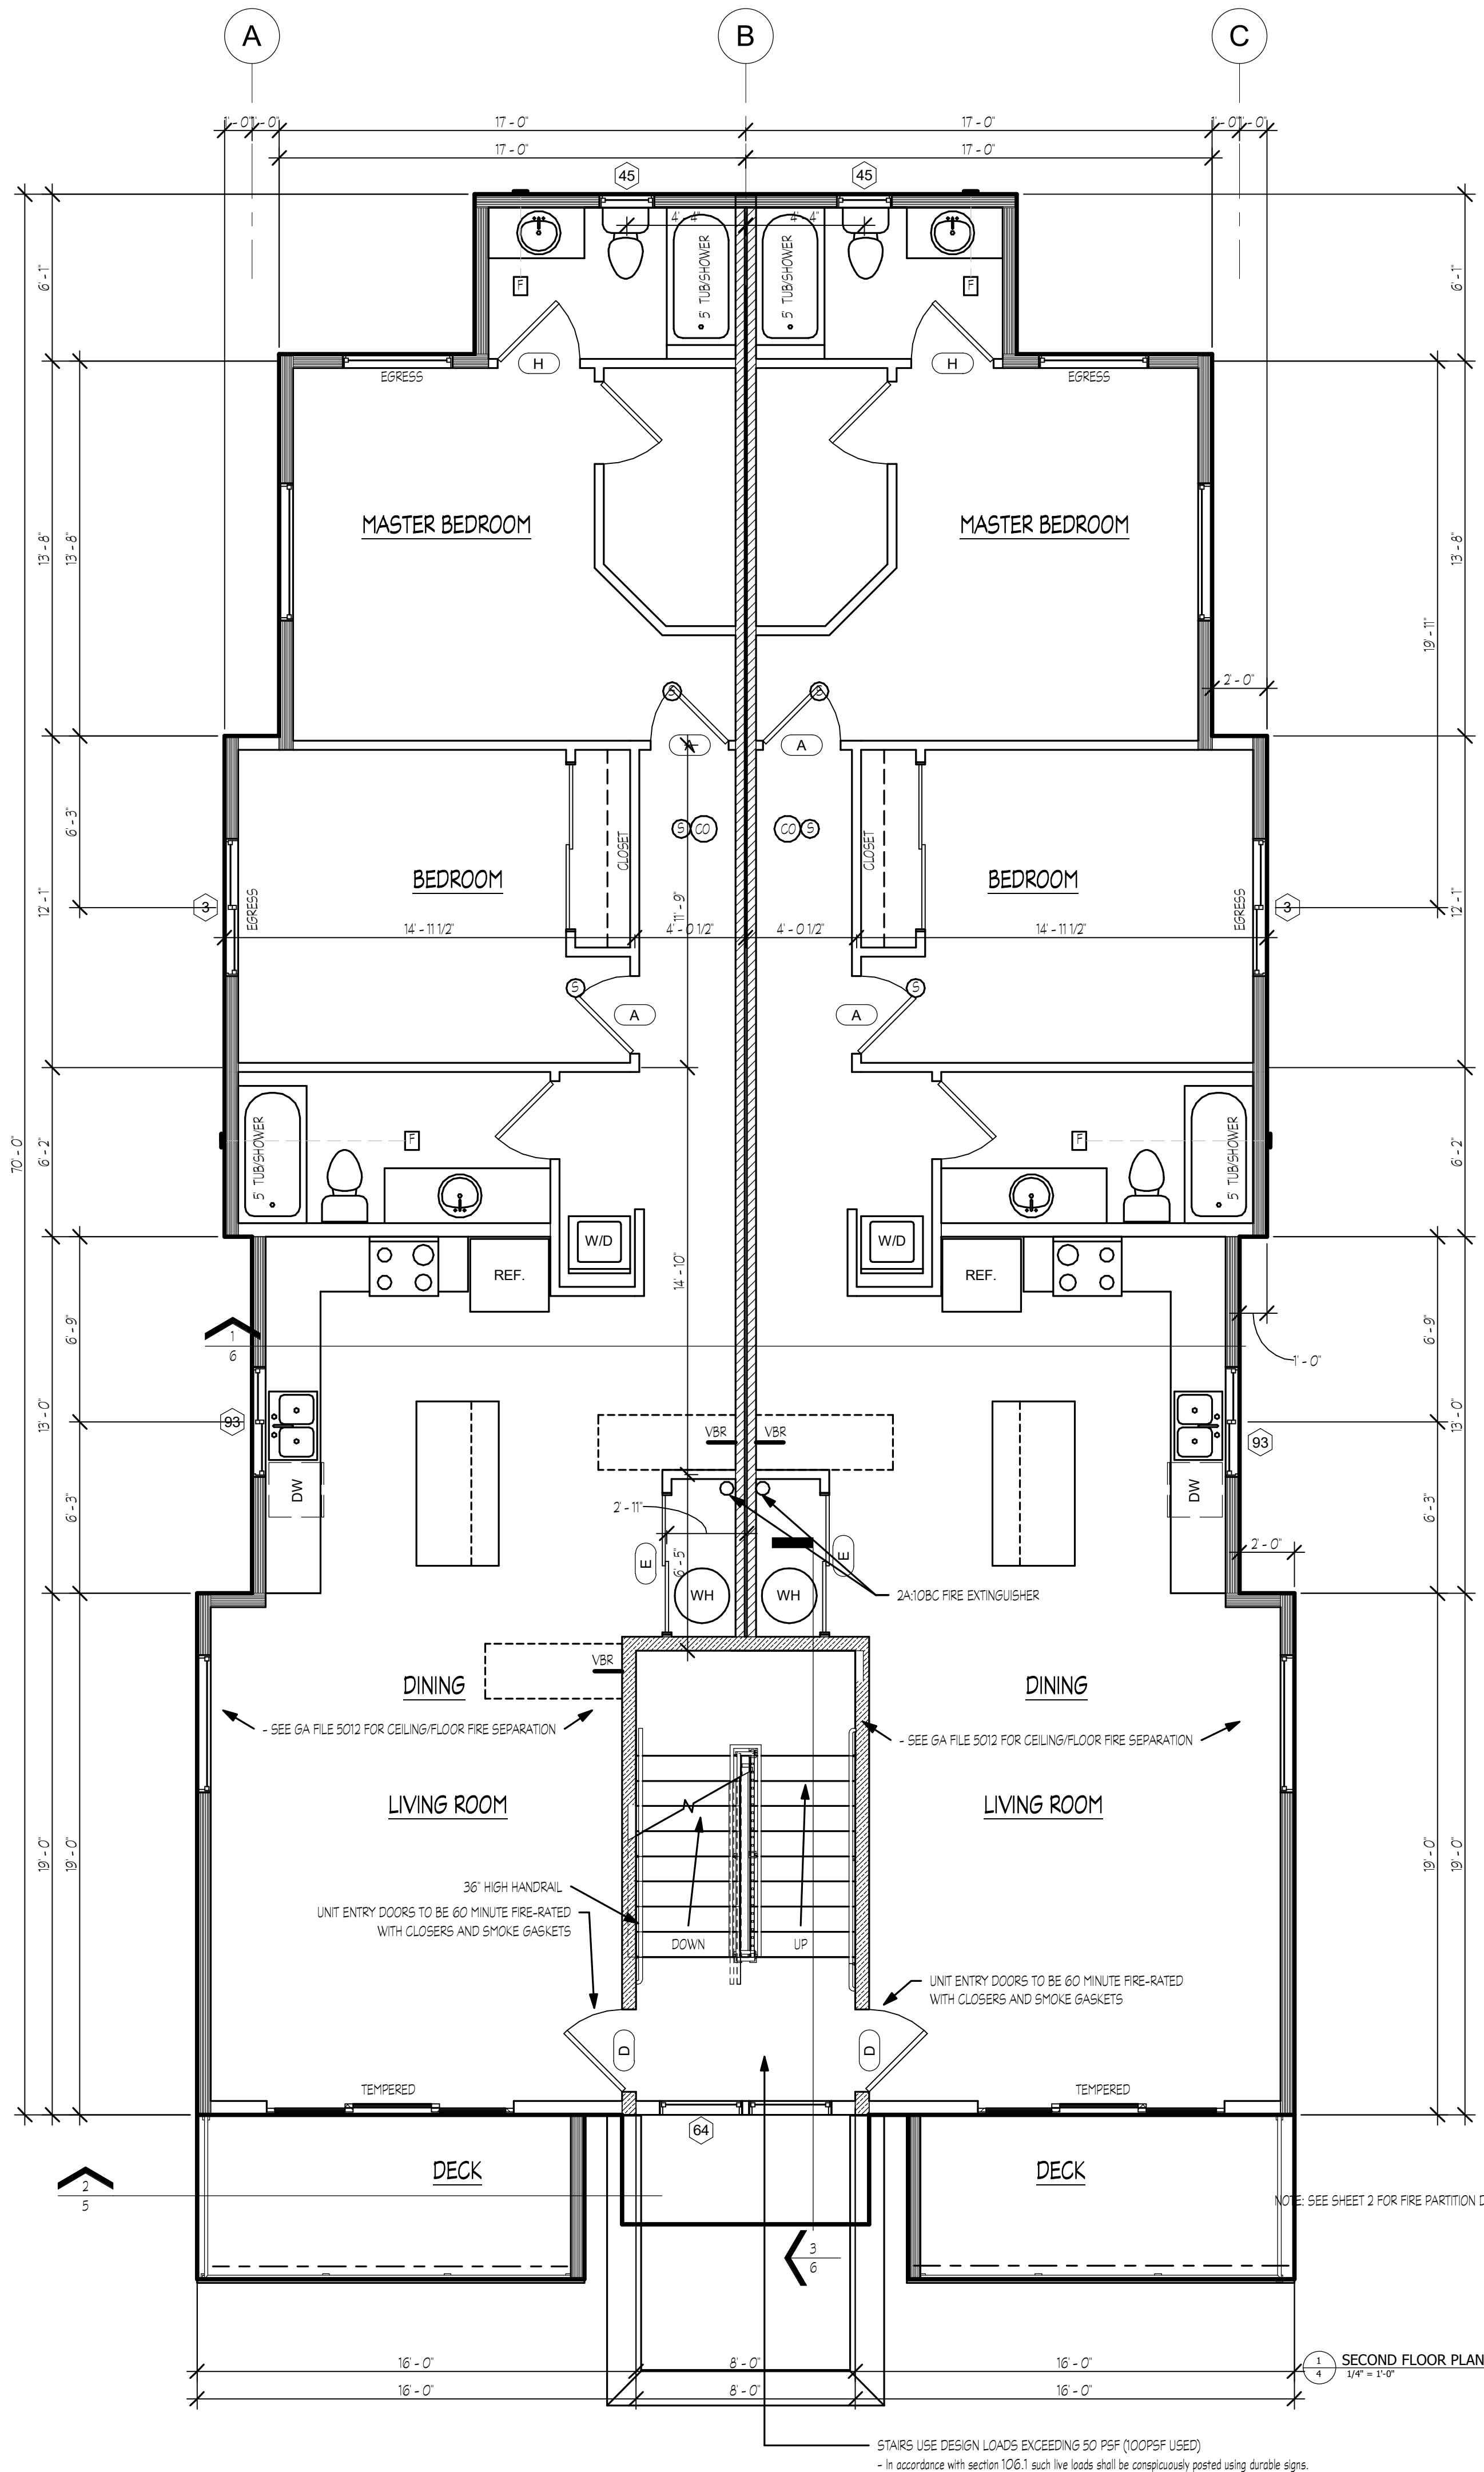 A B C
1'-0" 1'-0" 17'-0" 17'-0" 1'-0" 1'-0"
17'-0" 17'-0"
45 45
4'-4" 4'-4"
5' TUB/SHOWER 5' TUB/SHOWER
F F
6'-1" 6'-1"
H H
EGRESS EGRESS
MASTER BEDROOM MASTER BEDROOM
13'-8" 13'-8" 19'-11" 13'-8"
2'-0"
S S
A A
6'-3"
S CO CO S
CLOSET CLOSET
BEDROOM BEDROOM
12'-1" 11'-9" 12'-1"
3 EGRESS EGRESS 3
14'-11 1/2" 4'-0 1/2" 4'-0 1/2" 14'-11 1/2"
S S
A A
70'-0"
6'-2" 6'-2"
5' TUB/SHOWER F F 5' TUB/SHOWER
W/D W/D
REF. REF.
14'-10"
6'-9" 6'-9"
1
6
1'-0"
13'-0" 13'-0"
93 93
VBR VBR
DW DW
6'-3" 6'-3"
2'-11"
E E
6'-5"
2'-0"
WH WH
2A:10BC FIRE EXTINGUISHER
VBR
DINING DINING
- SEE GA FILE 5012 FOR CEILING/FLOOR FIRE SEPARATION
- SEE GA FILE 5012 FOR CEILING/FLOOR FIRE SEPARATION
LIVING ROOM LIVING ROOM
19'-0" 19'-0" 19'-0" 19'-0"
36" HIGH HANDRAIL
UNIT ENTRY DOORS TO BE 60 MINUTE FIRE-RATED
WITH CLOSERS AND SMOKE GASKETS
DOWN UP
UNIT ENTRY DOORS TO BE 60 MINUTE FIRE-RATED
WITH CLOSERS AND SMOKE GASKETS
D D
TEMPERED TEMPERED
64
DECK DECK
2
5
NOTE: SEE SHEET 2 FOR FIRE PARTITION D
3
6
16'-0" 8'-0" 16'-0"
1 SECOND FLOOR PLAN
4 1/4" = 1'-0"
16'-0" 8'-0" 16'-0"
STAIRS USE DESIGN LOADS EXCEEDING 50 PSF (100PSF USED)
- In accordance with section 106.1 such live loads shall be conspicuously posted using durable signs.